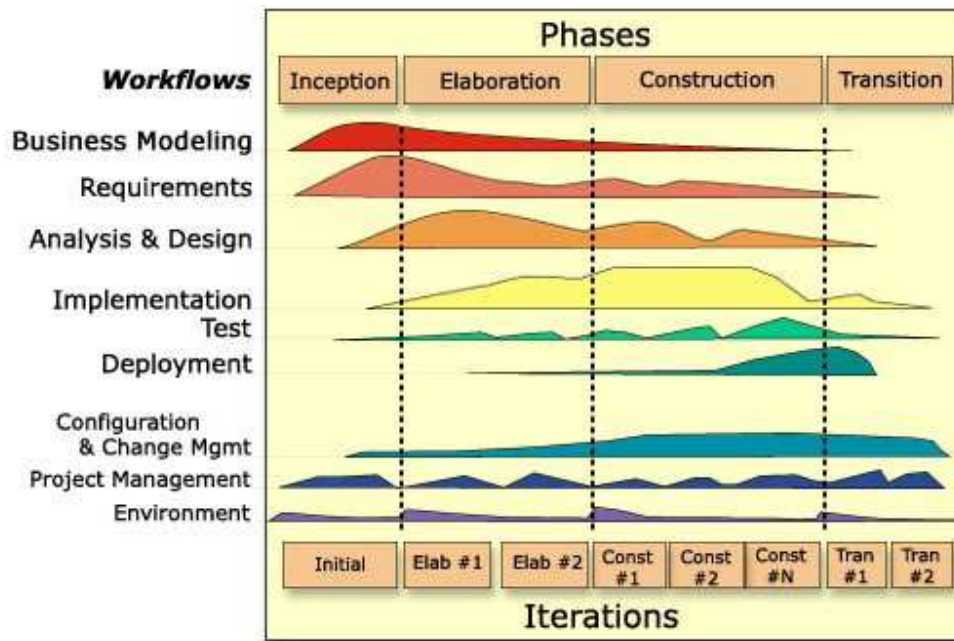 Phases
Workflows
Inception
Elaboration
Construction
Transition
Business Modeling
Requirements
Analysis & Design
Implementation
Test
Deployment
Configuration
& Change Mgmt
Project Management
Environment
Initial
Elab #1
Elab #2
Const
#1
Const
#2
Const
#N
Tran
#1
Tran
#2
Iterations